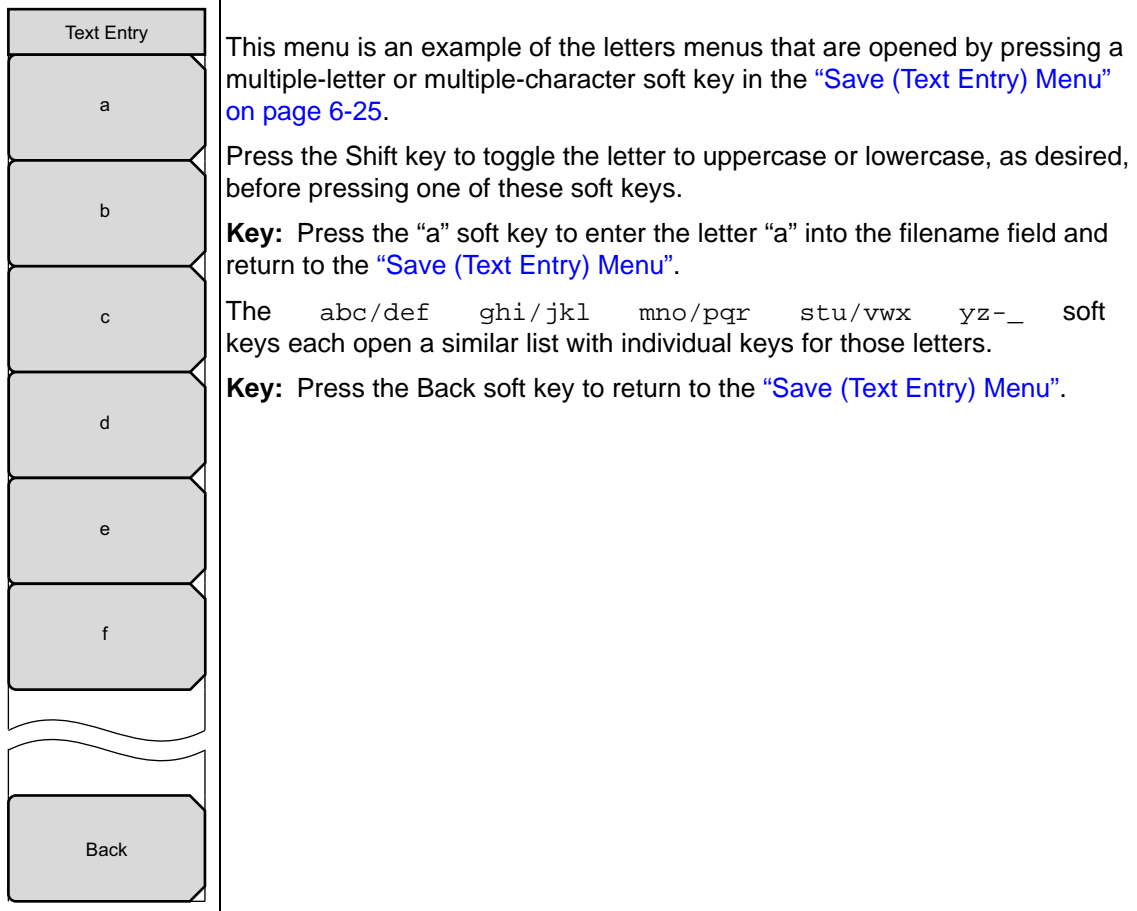 Text Entry
a
b
c
d
e
f
Back
This menu is an example of the letters menus that are opened by pressing a
multiple-letter or multiple-character soft key in the “Save (Text Entry) Menu”
on page 6-25.
Press the Shift key to toggle the letter to uppercase or lowercase, as desired,
before pressing one of these soft keys.
Key: Press the “a” soft key to enter the letter “a” into the filename field and
return to the “Save (Text Entry) Menu”.
The abc/def ghi/jkl mno/pqr stu/vwx yz-_ soft
keys each open a similar list with individual keys for those letters.
Key: Press the Back soft key to return to the “Save (Text Entry) Menu”.